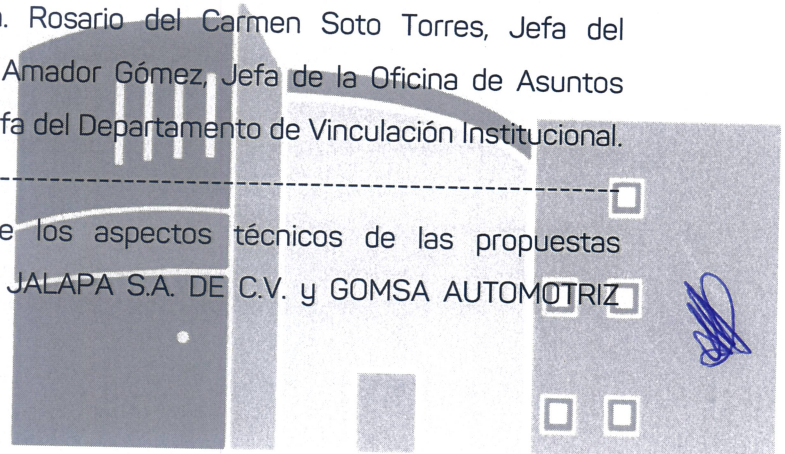 . Rosario del Carmen Soto Torres, Jefa del
Amador Gómez, Jefa de la Oficina de Asuntos
fa del Departamento de Vinculación Institucional.
--------------------------------------------------------------
e los aspectos técnicos de las propuestas
JALAPA S.A. DE C.V. y GOMSA AUTOMOTRIZ